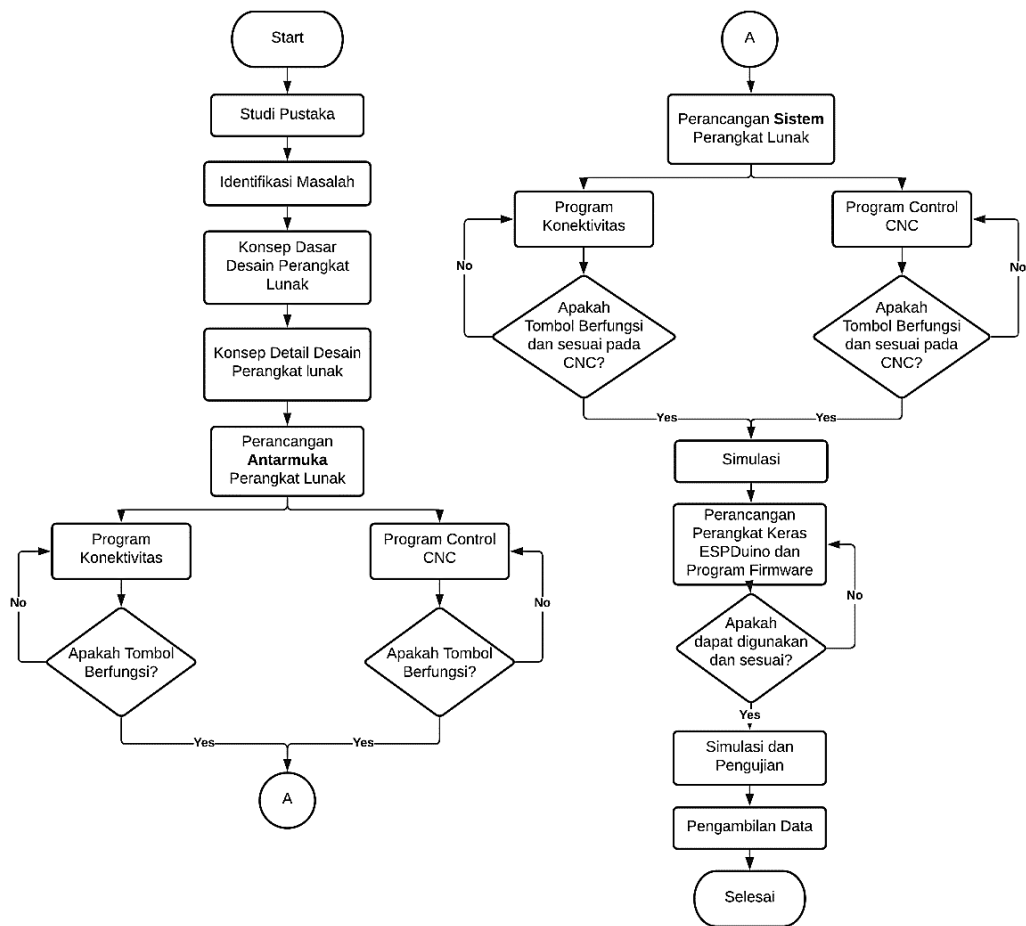 Start
Studi Pustaka
Identifikasi Masalah
Konsep Dasar
Desain Perangkat
Lunak
Konsep Detail Desain
Perangkat lunak
Perancangan
Antarmuka
Perangkat Lunak
Program
Konektivitas
Program Control
CNC
No
No
Apakah Tombol
Berfungsi?
Apakah Tombol
Berfungsi?
Yes
Yes
A
A
Perancangan Sistem
Perangkat Lunak
Program
Konektivitas
Program Control
CNC
No
No
Apakah
Tombol Berfungsi
dan sesuai pada
CNC?
Apakah
Tombol Berfungsi
dan sesuai pada
CNC?
Yes
Yes
Simulasi
Perancangan
Perangkat Keras
ESPDuino dan
Program Firmware
No
Apakah
dapat digunakan
dan sesuai?
Yes
Simulasi dan
Pengujian
Pengambilan Data
Selesai